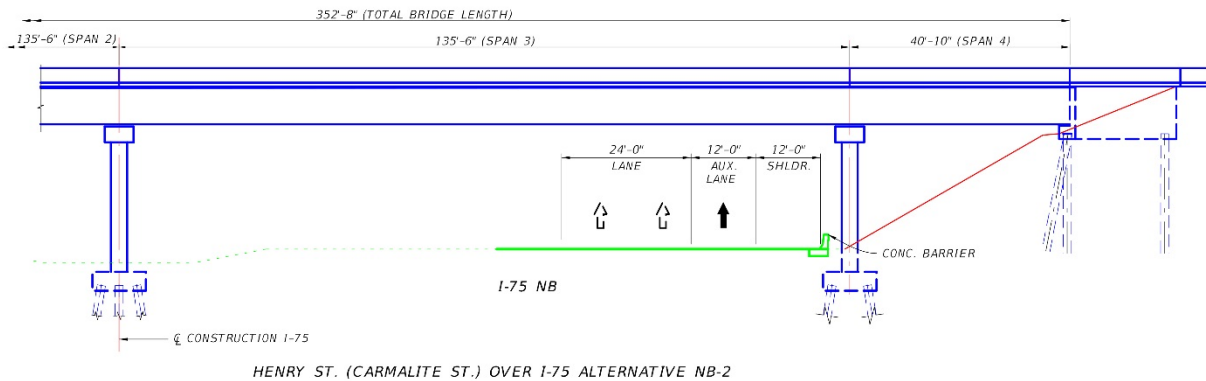 352'-8" (TOTAL BRIDGE LENGTH)
135'-6" (SPAN 2)
135'-6" (SPAN 3)
40'-10" (SPAN 4)
24'-0"
LANE
12'-0"
AUX.
LANE
12'-0"
SHLDR.
CONC. BARRIER
I-75 NB
℄ CONSTRUCTION I-75
HENRY ST. (CARMALITE ST.) OVER I-75 ALTERNATIVE NB-2